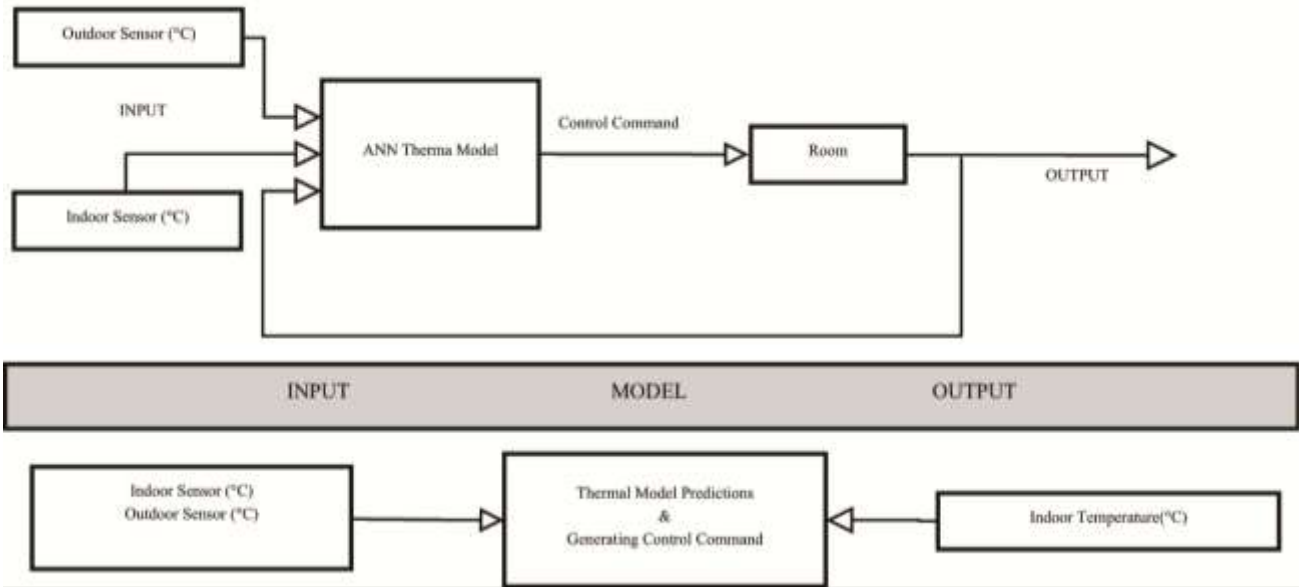 Outdoor Sensor (°C)
INPUT
Indoor Sensor (°C)
ANN Therma Model
Control Command
Room
OUTPUT
INPUT MODEL OUTPUT
Indoor Sensor (°C)
Outdoor Sensor (°C)
Thermal Model Predictions
&
Generating Control Command
Indoor Temperature(°C)